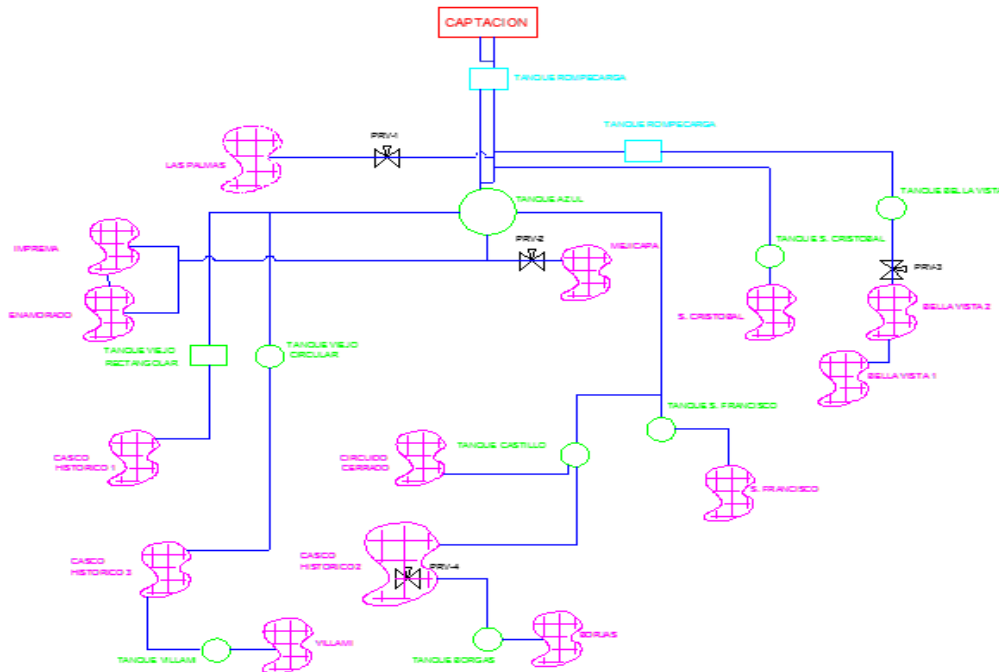 CAPTACION
TANQUE ROMPECARGA
TANQUE ROMPECARGA
PRV-1
LAS PALMAS
TANQUE BELLA VISTA
TANQUE AZUL
IMPREMA
PRV-2
MEJICAPA
TANQUE S. CRISTOBAL
PRV-3
ENAMORADO
S. CRISTOBAL
BELLA VISTA 2
TANQUE VIEJO
RECTANGULAR
TANQUE VIEJO
CIRCULAR
BELLA VISTA 1
TANQUE S. FRANCISCO
TANQUE CASTILLO
CASCO
HISTORICO 1
CIRCUIDO
CERRADO
S. FRANCISCO
CASCO
HISTORICO 3
CASCO
HISTORICO 2
PRV-4
VILLAMI
BORJAS
TANQUE VILLAMI
TANQUE BORGAS